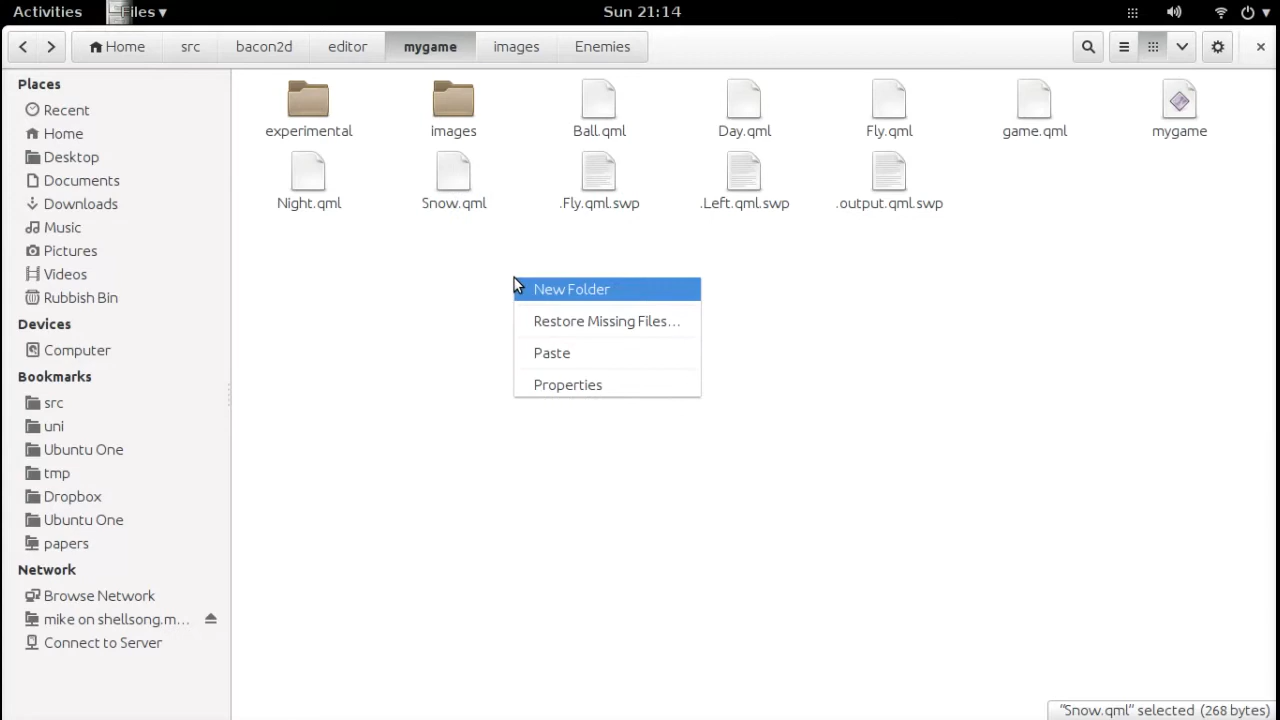 Activities Files ▾ Sun 21:14
Home src bacon2d editor mygame images Enemies
Places
Recent
Home
Desktop
Documents
Downloads
Music
Pictures
Videos
Rubbish Bin
Devices
Computer
Bookmarks
src
uni
Ubuntu One
tmp
Dropbox
Ubuntu One
papers
Network
Browse Network
mike on shellsong.m...
Connect to Server
experimental images Ball.qml Day.qml Fly.qml game.qml mygame
Night.qml Snow.qml .Fly.qml.swp .Left.qml.swp .output.qml.swp
New Folder
Restore Missing Files...
Paste
Properties
"Snow.qml" selected (268 bytes)